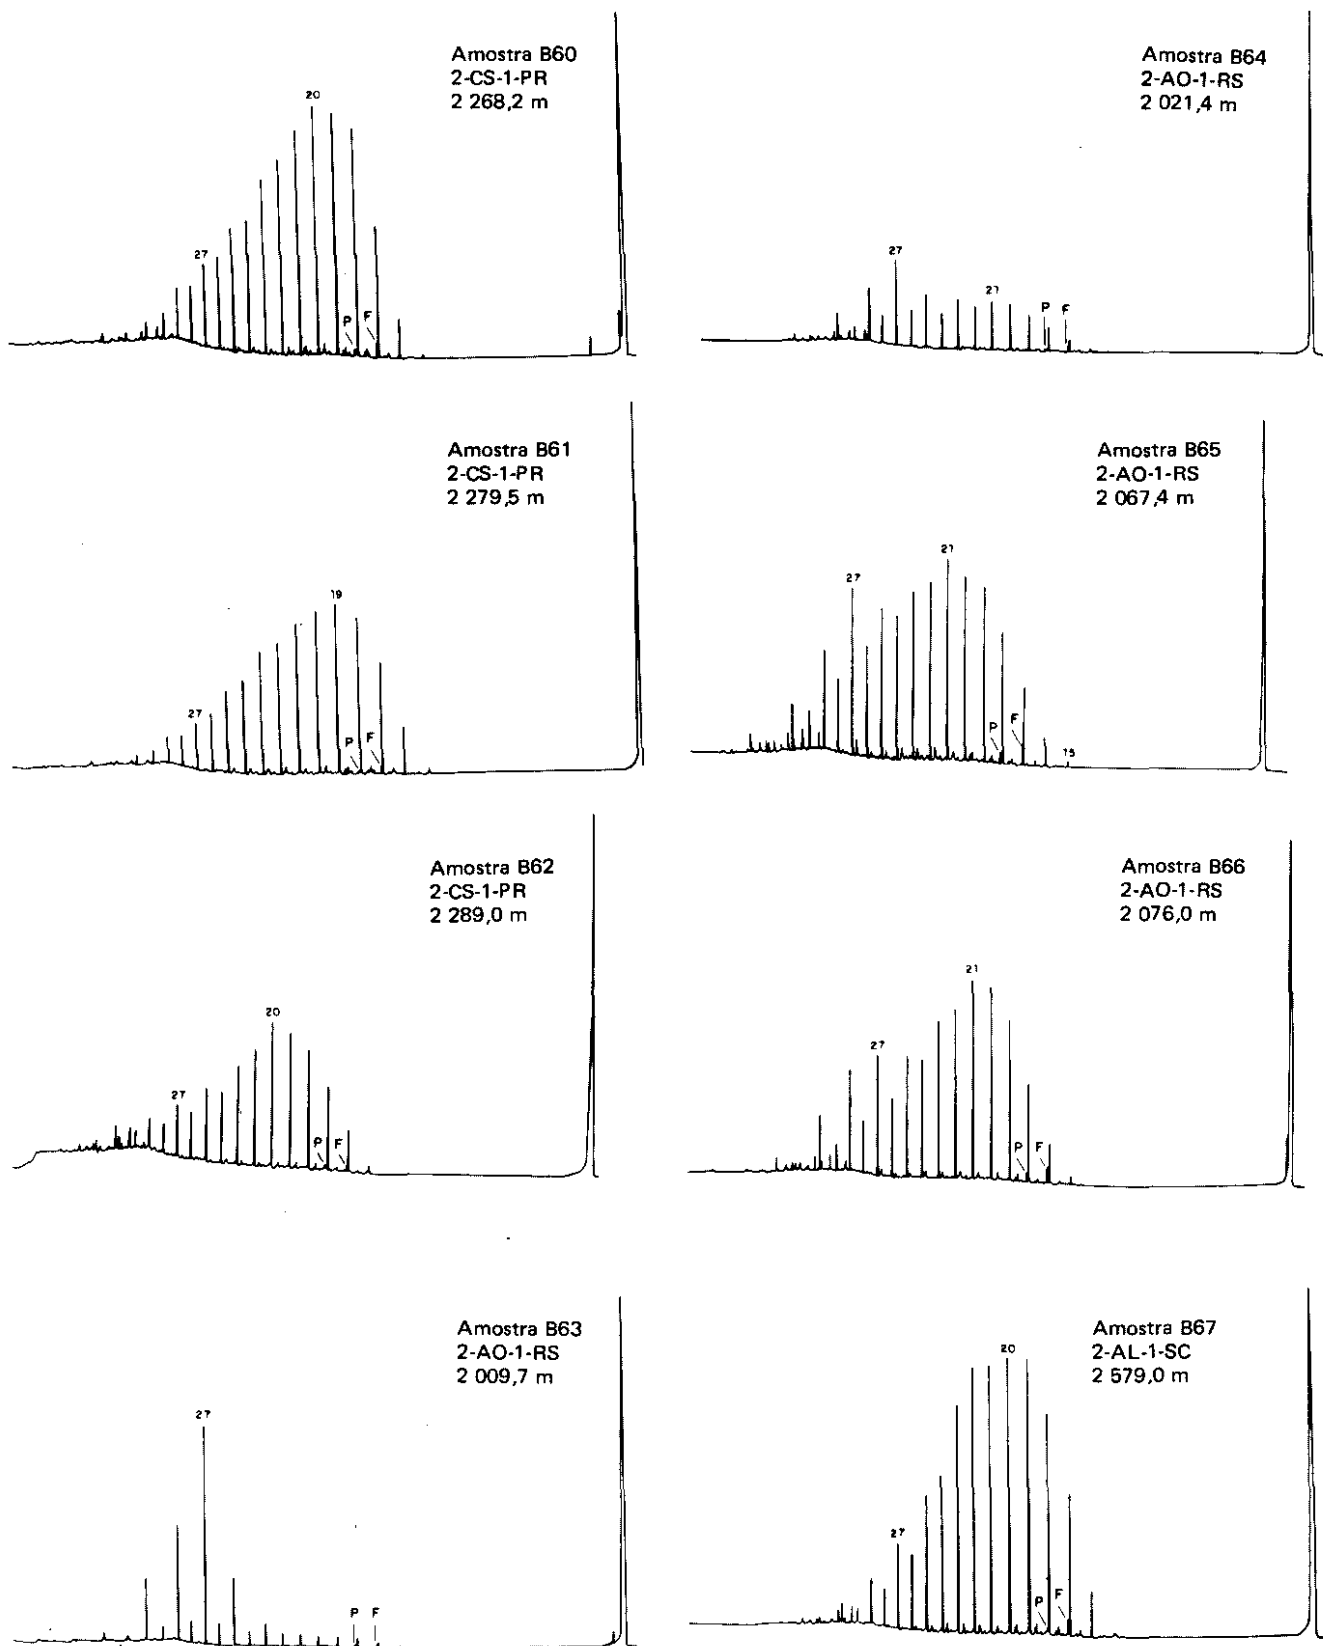 Amostra B60
2-CS-1-PR
2 268,2 m
20
27
P F
Amostra B64
2-AO-1-RS
2 021,4 m
27
21
P F
Amostra B61
2-CS-1-PR
2 279,5 m
19
27
P F
Amostra B65
2-AO-1-RS
2 067,4 m
21
27
P F
15
Amostra B62
2-CS-1-PR
2 289,0 m
20
27
P F
Amostra B66
2-AO-1-RS
2 076,0 m
21
27
P F
Amostra B63
2-AO-1-RS
2 009,7 m
27
P F
Amostra B67
2-AL-1-SC
2 579,0 m
20
27
P F